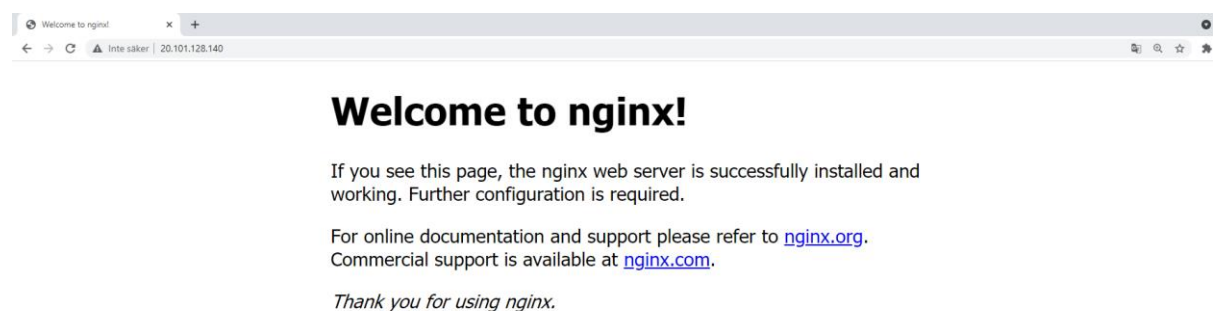 Welcome to nginx!
Inte säker | 20.101.128.140
Welcome to nginx!
If you see this page, the nginx web server is successfully installed and
working. Further configuration is required.
For online documentation and support please refer to nginx.org.
Commercial support is available at nginx.com.
Thank you for using nginx.